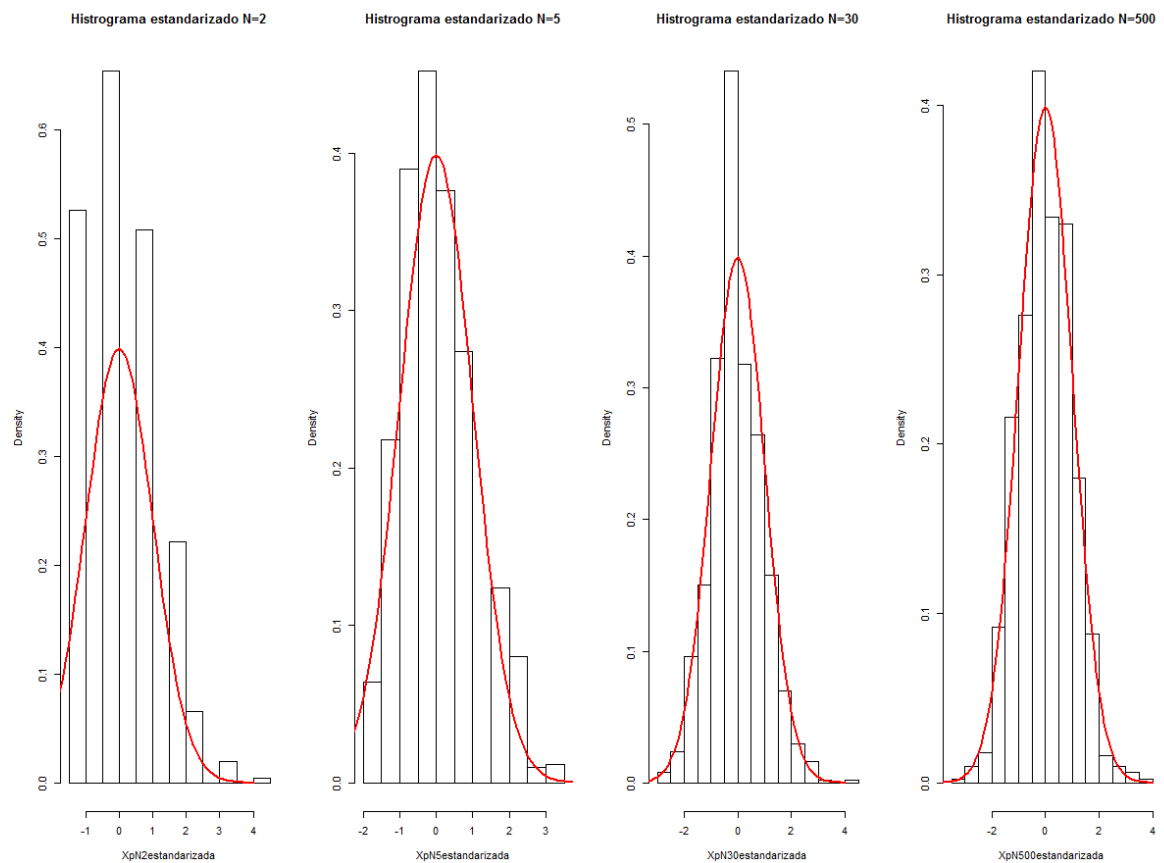 Histrograma estandarizado N=2
Density
0.0 0.1 0.2 0.3 0.4 0.5 0.6
-1 0 1 2 3 4
XpN2estandarizada
Histrograma estandarizado N=5
Density
0.0 0.1 0.2 0.3 0.4
-2 -1 0 1 2 3
XpN5estandarizada
Histrograma estandarizado N=30
Density
0.0 0.1 0.2 0.3 0.4 0.5
-2 0 2 4
XpN30estandarizada
Histrograma estandarizado N=500
Density
0.0 0.1 0.2 0.3 0.4
-2 0 2 4
XpN500estandarizada